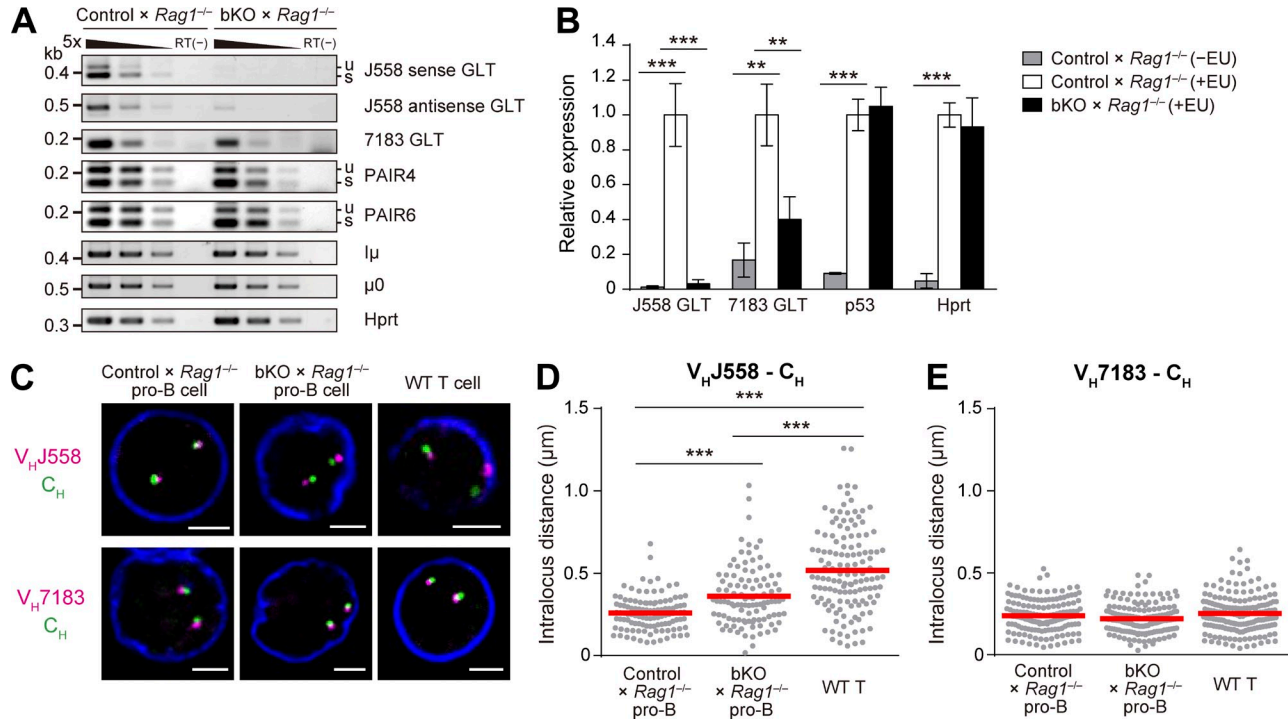 A
Control × Rag1–/–
bKO × Rag1–/–
5x
RT(–)
RT(–)
kb
0.4
u
s
J558 sense GLT
0.5
J558 antisense GLT
0.2
7183 GLT
0.2
u
s
PAIR4
0.2
u
s
PAIR6
0.4
Iμ
0.5
μ0
0.3
Hprt
B
Relative expression
1.4
1.2
1.0
0.8
0.6
0.4
0.2
0
***
***
**
**
***
***
J558 GLT
7183 GLT
p53
Hprt
Control × Rag1–/– (–EU)
Control × Rag1–/– (+EU)
bKO × Rag1–/– (+EU)
C
Control × Rag1–/–
pro-B cell
bKO × Rag1–/–
pro-B cell
WT T cell
VHJ558
CH
VH7183
CH
D
VHJ558 - CH
Intralocus distance (μm)
1.5
1.0
0.5
0
***
***
***
Control
× Rag1–/–
pro-B
bKO
× Rag1–/–
pro-B
WT T
E
VH7183 - CH
Intralocus distance (μm)
1.5
1.0
0.5
0
Control
× Rag1–/–
pro-B
bKO
× Rag1–/–
pro-B
WT T